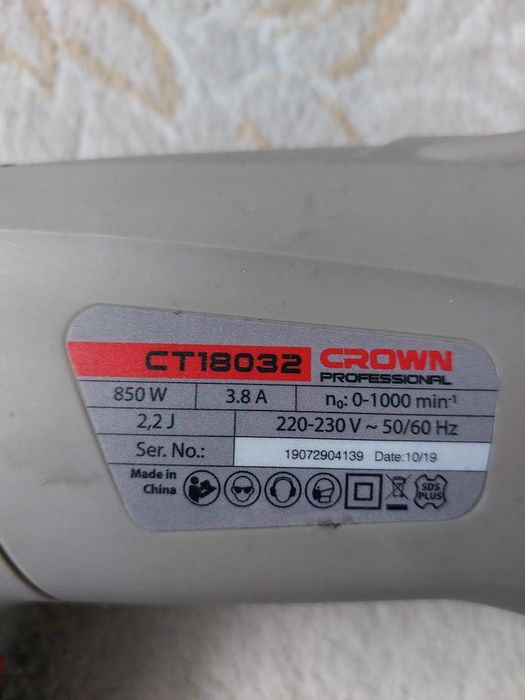 CT18032 CROWN
PROFESSIONAL
850 W 3.8 A n₀: 0-1000 min⁻¹
2,2 J 220-230 V ~ 50/60 Hz
Ser. No.: 19072904139 Date:10/19
Made in
China
SDS
PLUS